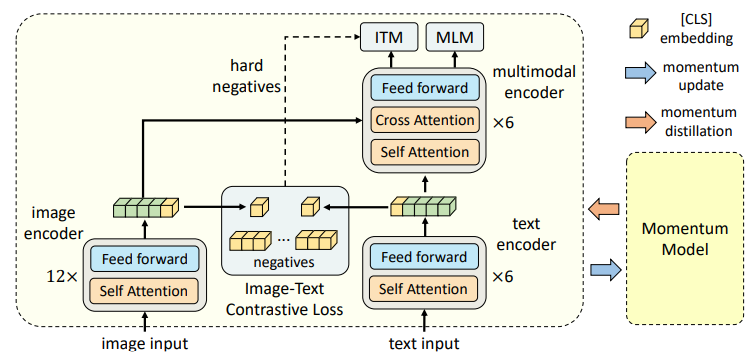 ITM
MLM
[CLS]
embedding
hard
negatives
Feed forward
Cross Attention
Self Attention
multimodal
encoder
×6
momentum
update
momentum
distillation
image
encoder
12×
Feed forward
Self Attention
...
negatives
Image-Text
Contrastive Loss
text
encoder
Feed forward
Self Attention
×6
Momentum
Model
image input
text input